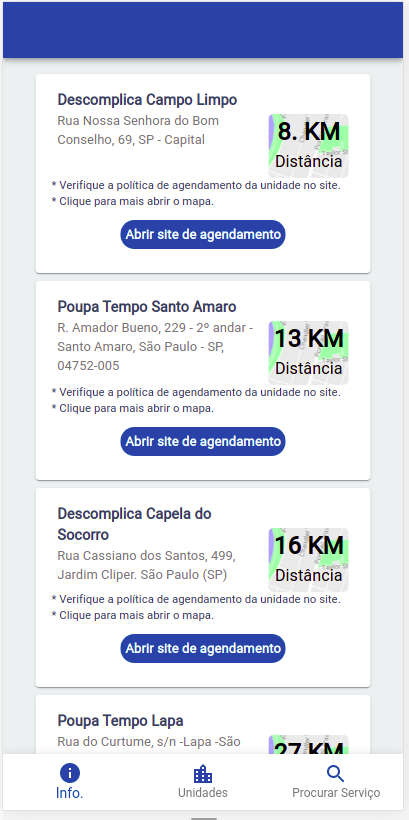 Descomplica Campo Limpo
Rua Nossa Senhora do Bom
Conselho, 69, SP - Capital
8. KM
Distância
* Verifique a política de agendamento da unidade no site.
* Clique para mais abrir o mapa.
Abrir site de agendamento
Poupa Tempo Santo Amaro
R. Amador Bueno, 229 - 2º andar -
Santo Amaro, São Paulo - SP,
04752-005
13 KM
Distância
* Verifique a política de agendamento da unidade no site.
* Clique para mais abrir o mapa.
Abrir site de agendamento
Descomplica Capela do
Socorro
Rua Cassiano dos Santos, 499,
Jardim Cliper. São Paulo (SP)
16 KM
Distância
* Verifique a política de agendamento da unidade no site.
* Clique para mais abrir o mapa.
Abrir site de agendamento
Poupa Tempo Lapa
Rua do Curtume, s/n -Lapa -São
27 KM
Info.
Unidades
Procurar Serviço